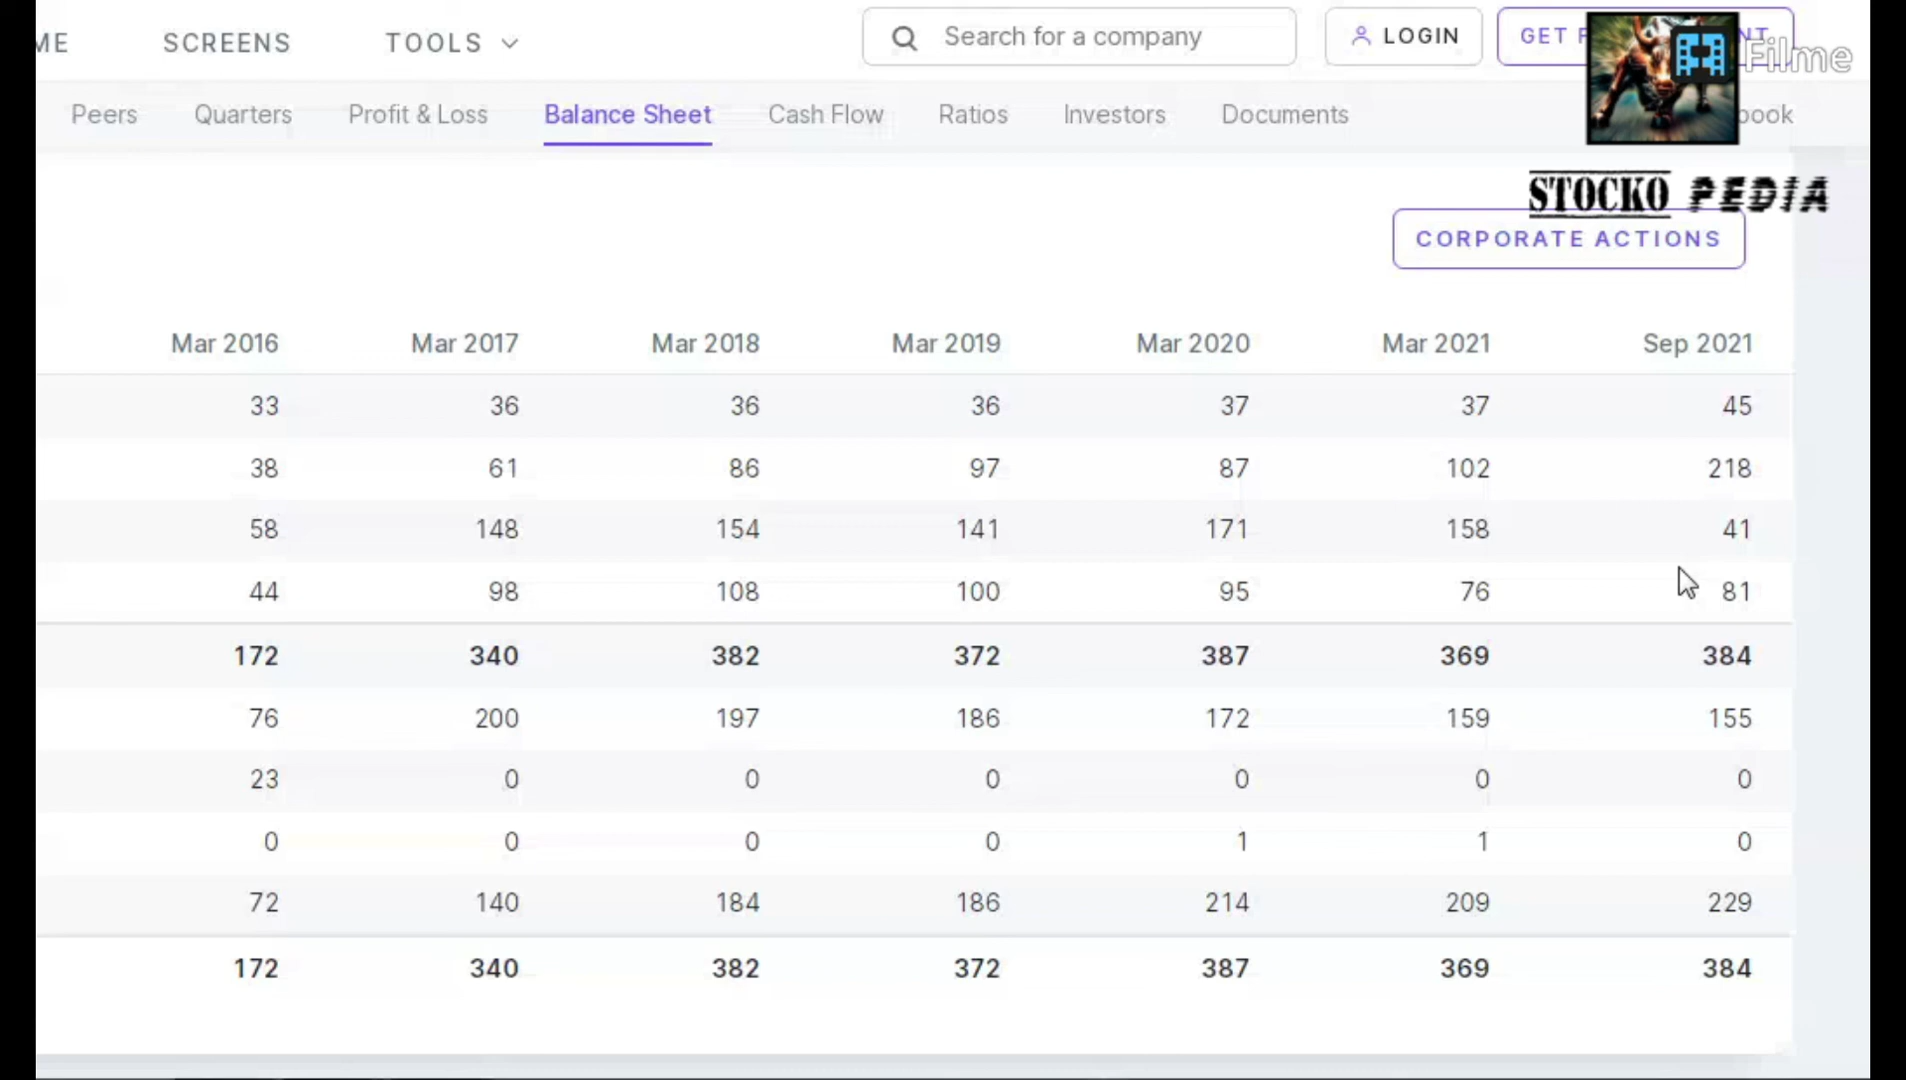 ME SCREENS TOOLS Search for a company LOGIN GET F NT Filme
Peers Quarters Profit & Loss Balance Sheet Cash Flow Ratios Investors Documents book
STOCKO PEDIA
CORPORATE ACTIONS
Mar 2016 Mar 2017 Mar 2018 Mar 2019 Mar 2020 Mar 2021 Sep 2021
33 36 36 36 37 37 45
38 61 86 97 87 102 218
58 148 154 141 171 158 41
44 98 108 100 95 76 81
172 340 382 372 387 369 384
76 200 197 186 172 159 155
23 0 0 0 0 0 0
0 0 0 0 1 1 0
72 140 184 186 214 209 229
172 340 382 372 387 369 384